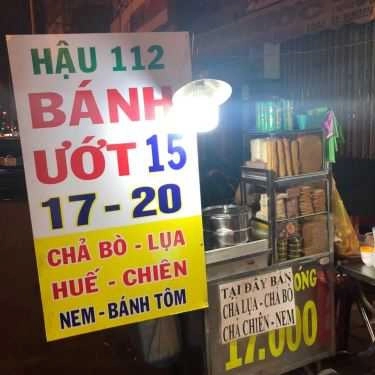 HẬU 112
BÁNH
ƯỚT 15
17 - 20
CHẢ BÒ - LỤA
HUẾ - CHIÊN
NEM - BÁNH TÔM
TẠI ĐÂY BÁN
CHẢ LỤA - CHẢ BÒ
CHẢ CHIÊN - NEM
ÓNG
17.000